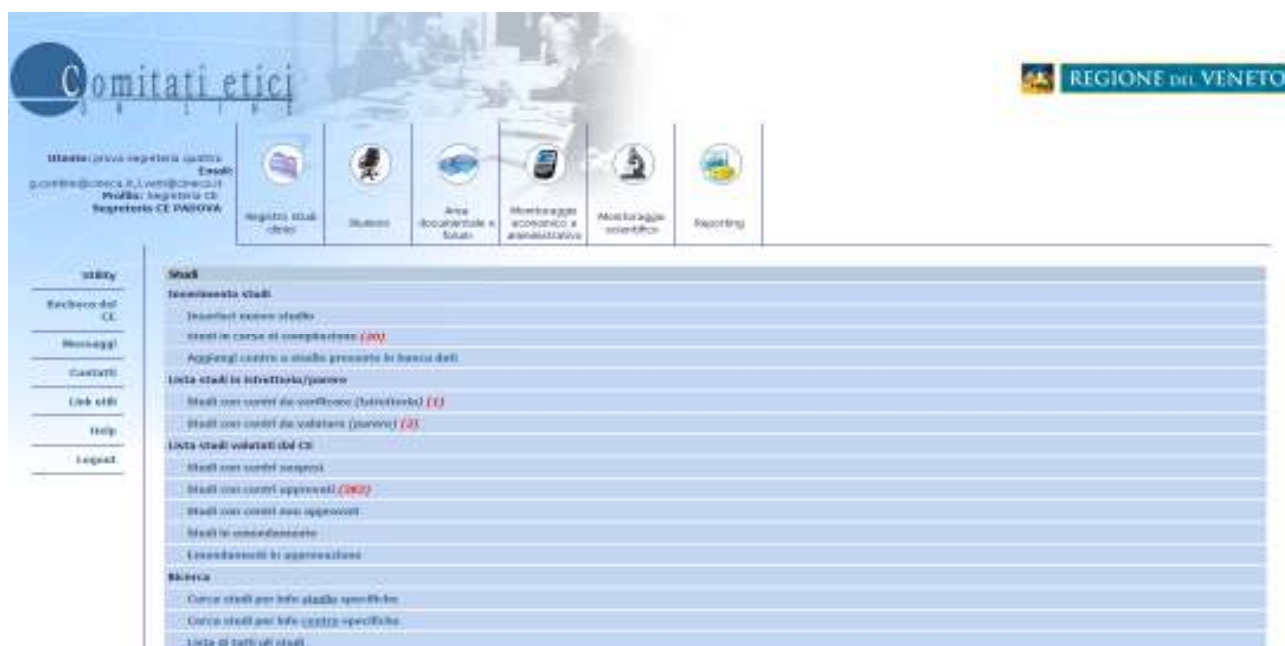 Comitati etici
ON LINE
REGIONE DEL VENETO
Utente: prova segreteria quattro
Email:
Profilo: Segreteria CE
Segreteria CE PADOVA
Registro studi clinici
Riunioni
Area documentale e forum
Monitoraggio economico e amministrativo
Monitoraggio scientifico
Reporting
Utility
Bacheca del CE
Messaggi
Contatti
Link utili
Help
Logout
Studi
Inserimento studi
Inserisci nuovo studio
Studi in corso di compilazione (20)
Aggiungi centro a studio presente in banca dati
Lista studi in istruttoria/parere
Studi con centri da verificare (istruttoria) (1)
Studi con centri da valutare (parere) (2)
Lista studi valutati dal CE
Studi con centri sospesi
Studi con centri approvati (262)
Studi con centri non approvati
Studi in emendamento
Emendamenti in approvazione
Ricerca
Cerca studi per info studio specifiche
Cerca studi per info centro specifiche
Lista di tutti gli studi